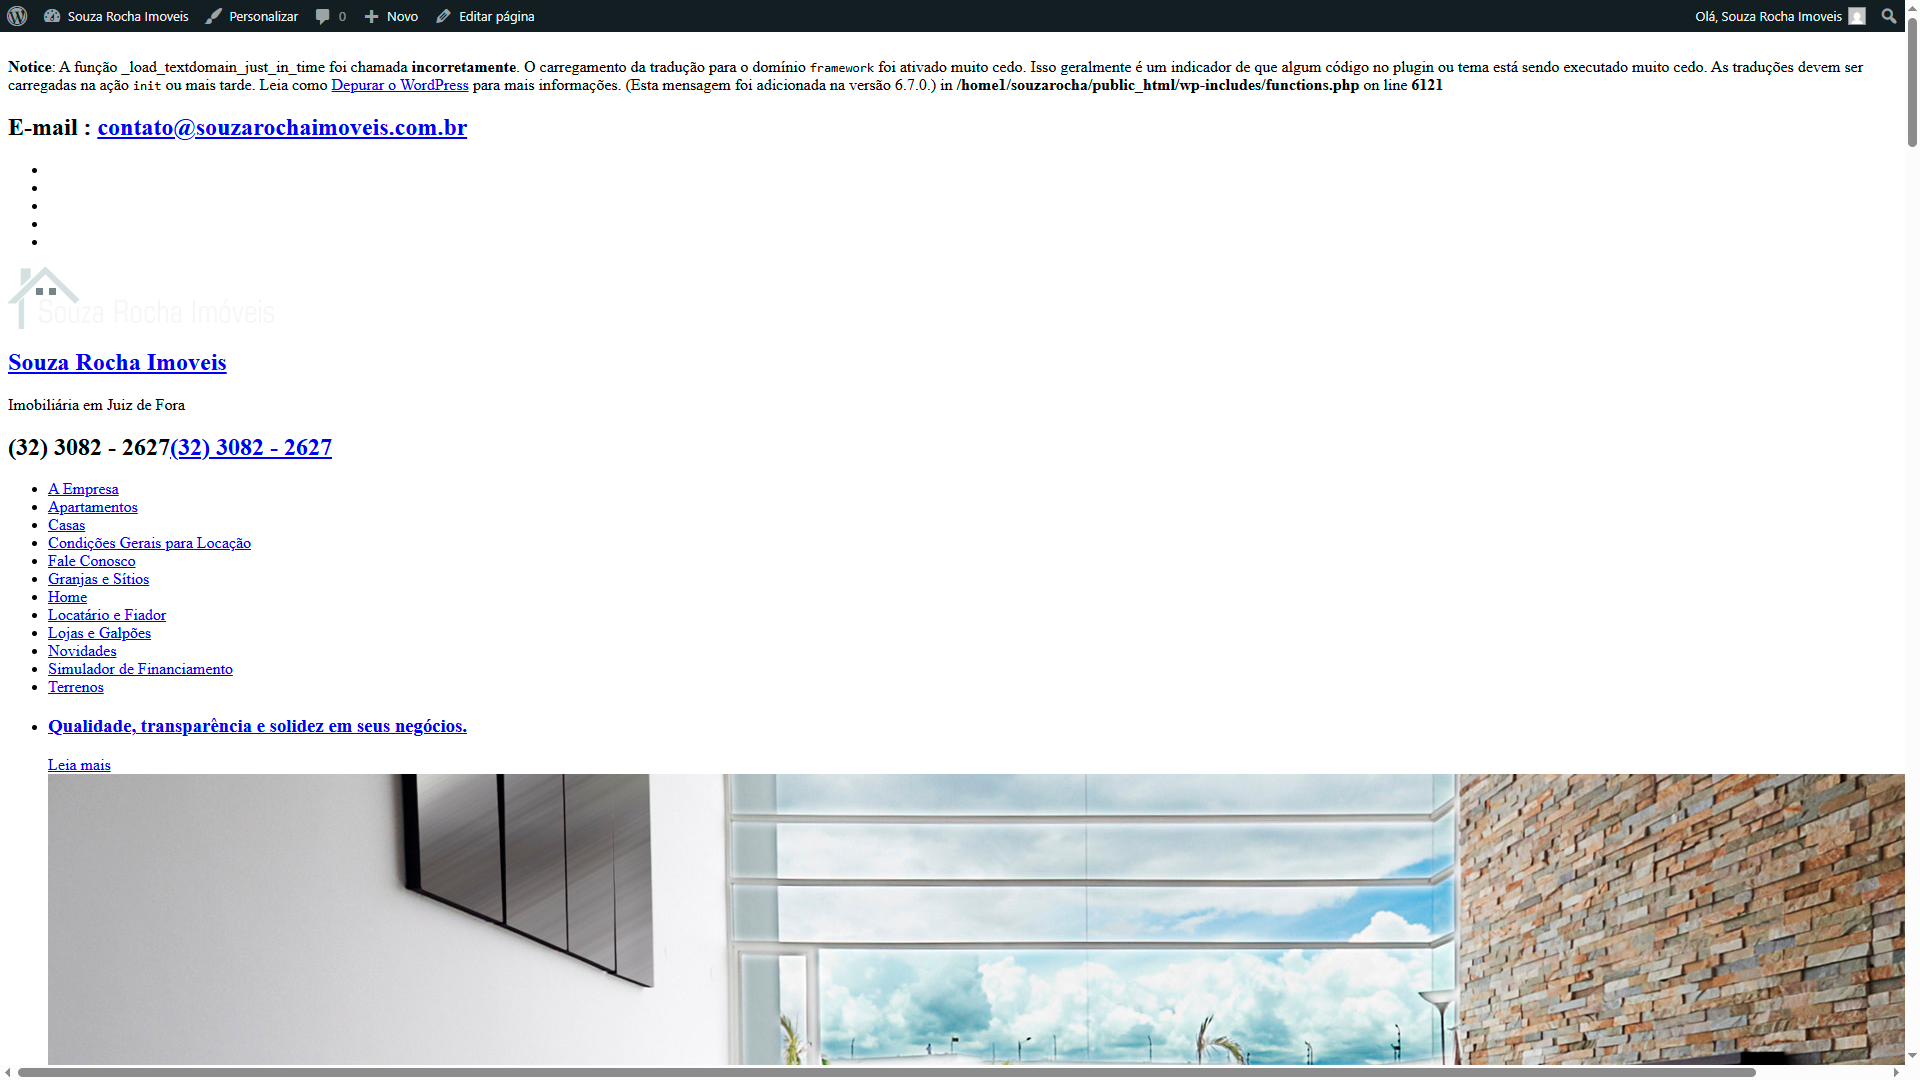 Souza Rocha Imoveis Personalizar 0 Novo Editar página Olá, Souza Rocha Imoveis
Notice: A função _load_textdomain_just_in_time foi chamada incorretamente. O carregamento da tradução para o domínio framework foi ativado muito cedo. Isso geralmente é um indicador de que algum código no plugin ou tema está sendo executado muito cedo. As traduções devem ser
carregadas na ação init ou mais tarde. Leia como Depurar o WordPress para mais informações. (Esta mensagem foi adicionada na versão 6.7.0.) in /home1/souzarocha/public_html/wp-includes/functions.php on line 6121
E-mail : contato@souzarochaimoveis.com.br
Souza Rocha Imóveis
Souza Rocha Imoveis
Imobiliária em Juiz de Fora
(32) 3082 - 2627(32) 3082 - 2627
A Empresa
Apartamentos
Casas
Condições Gerais para Locação
Fale Conosco
Granjas e Sítios
Home
Locatário e Fiador
Lojas e Galpões
Novidades
Simulador de Financiamento
Terrenos
Qualidade, transparência e solidez em seus negócios.
Leia mais